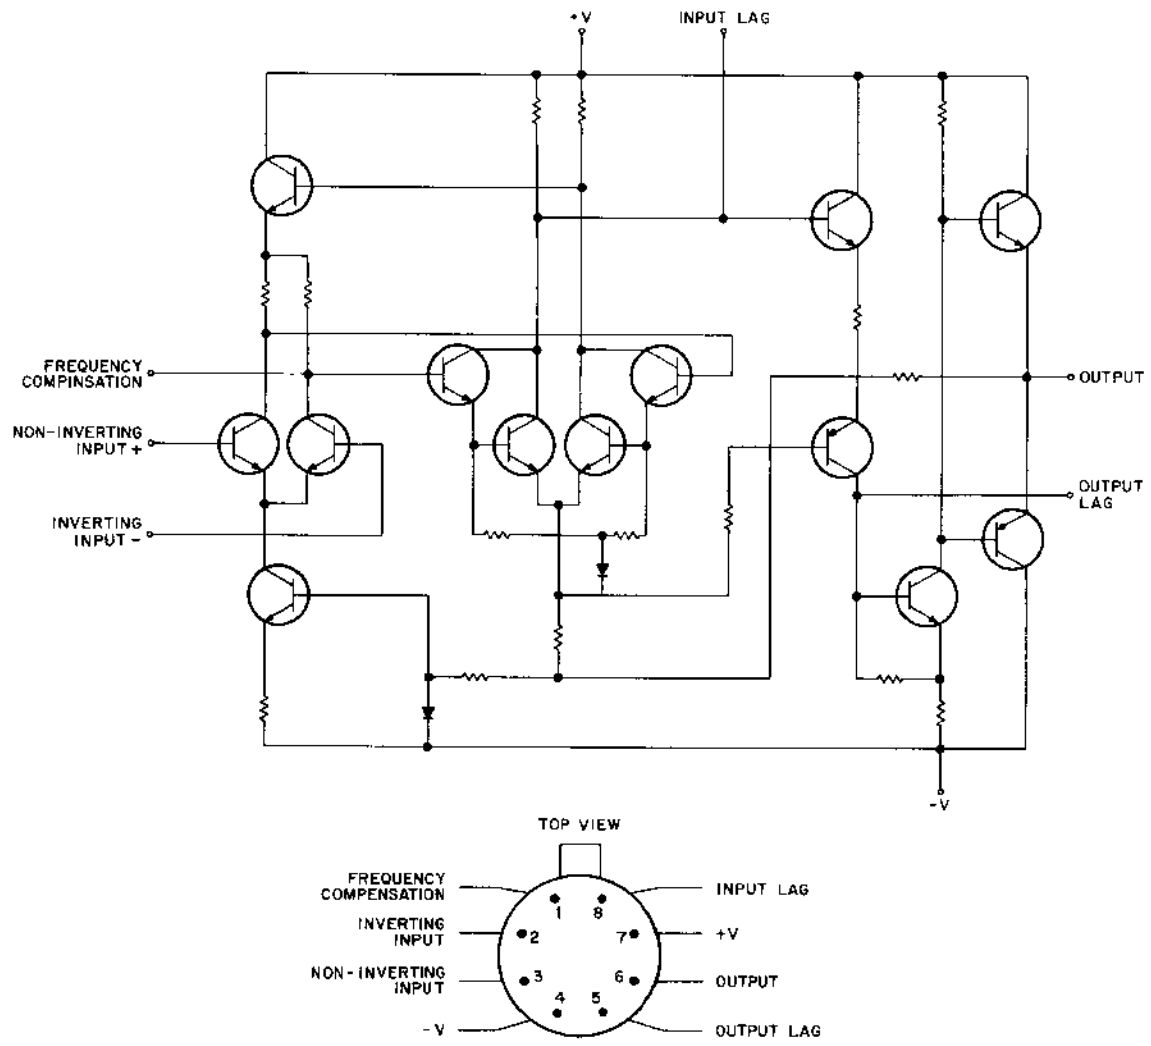 +V
INPUT LAG
FREQUENCY
COMPINSATION
OUTPUT
NON-INVERTING
INPUT +
OUTPUT
LAG
INVERTING
INPUT -
-V
TOP VIEW
FREQUENCY
COMPENSATION
INPUT LAG
1
8
INVERTING
INPUT
2
7
+V
NON-INVERTING
INPUT
3
6
OUTPUT
4
5
-V
OUTPUT LAG